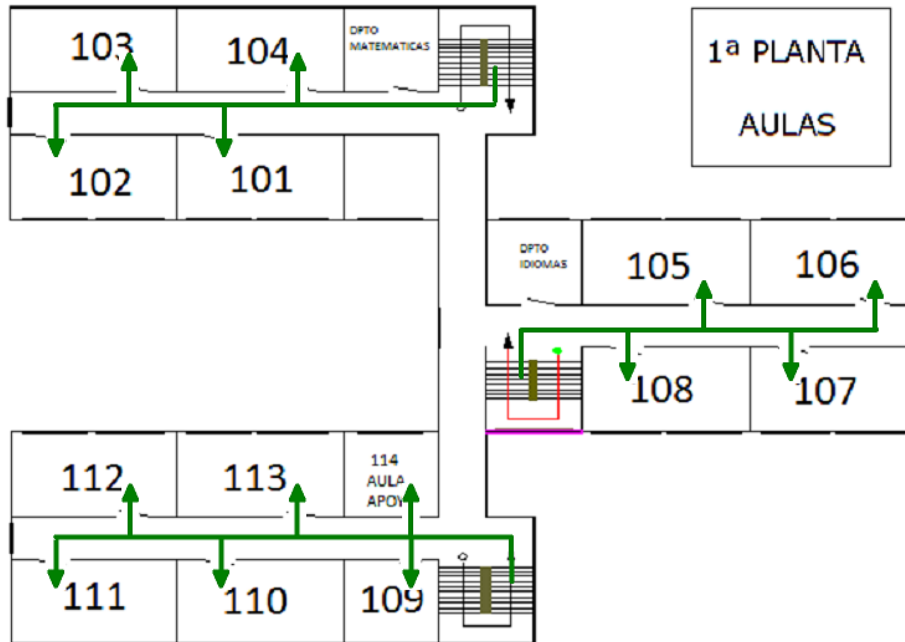 103
104
DPTO
MATEMATICAS
1ª PLANTA
AULAS
102
101
DPTO
IDIOMAS
105
106
108
107
112
113
114
AULA
APOY
111
110
109